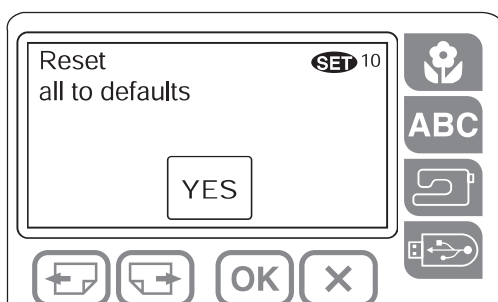 Reset SET 10
all to defaults
YES
ABC
OK